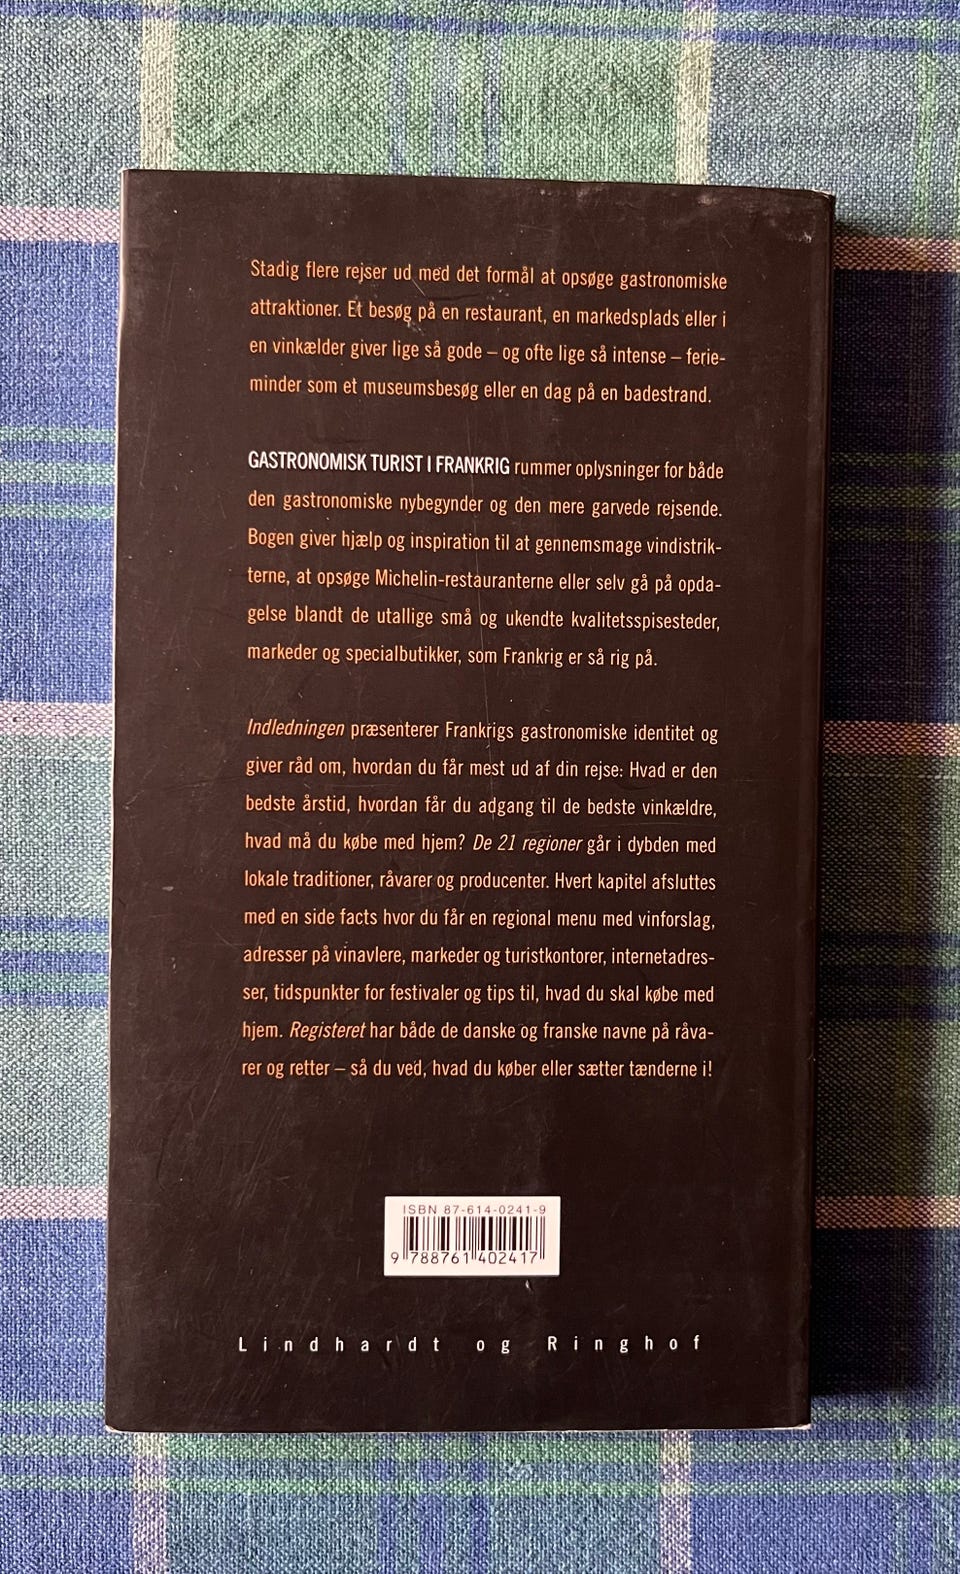 Stadig flere rejser ud med det formål at opsøge gastronomiske
attraktioner. Et besøg på en restaurant, en markedsplads eller i
en vinkælder giver lige så gode – og ofte lige så intense – ferie-
minder som et museumsbesøg eller en dag på en badestrand.
GASTRONOMISK TURIST I FRANKRIG rummer oplysninger for både
den gastronomiske nybegynder og den mere garvede rejsende.
Bogen giver hjælp og inspiration til at gennemsmage vindistrik-
terne, at opsøge Michelin-restauranterne eller selv gå på opda-
gelse blandt de utallige små og ukendte kvalitetsspisesteder,
markeder og specialbutikker, som Frankrig er så rig på.
Indledningen præsenterer Frankrigs gastronomiske identitet og
giver råd om, hvordan du får mest ud af din rejse: Hvad er den
bedste årstid, hvordan får du adgang til de bedste vinkældre,
hvad må du købe med hjem? De 21 regioner går i dybden med
lokale traditioner, råvarer og producenter. Hvert kapitel afsluttes
med en side facts hvor du får en regional menu med vinforslag,
adresser på vinavlere, markeder og turistkontorer, internetadres-
ser, tidspunkter for festivaler og tips til, hvad du skal købe med
hjem. Registeret har både de danske og franske navne på råva-
rer og retter – så du ved, hvad du køber eller sætter tænderne i!
ISBN 87-614-0241-9
9 788761 402417
Lindhardt og Ringhof